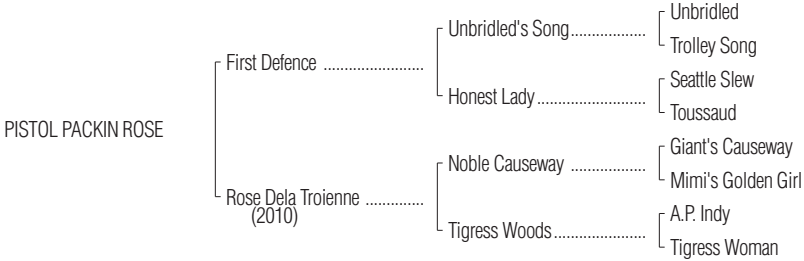 Unbridled
Unbridled's Song..................
Trolley Song
First Defence ........................
Seattle Slew
Honest Lady..........................
Toussaud
PISTOL PACKIN ROSE
Giant's Causeway
Noble Causeway ..................
Mimi's Golden Girl
Rose Dela Troienne ..............
(2010)
A.P. Indy
Tigress Woods......................
Tigress Woman